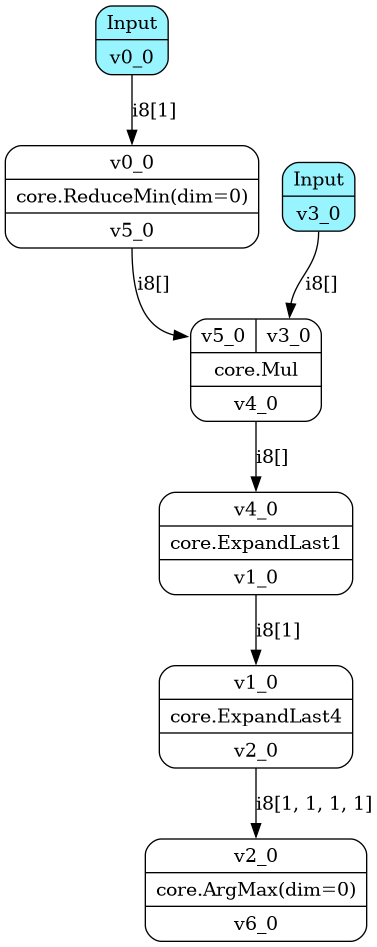 Input
v0_0
i8[1]
v0_0
core.ReduceMin(dim=0)
v5_0
Input
v3_0
i8[]
i8[]
v5_0 v3_0
core.Mul
v4_0
i8[]
v4_0
core.ExpandLast1
v1_0
i8[1]
v1_0
core.ExpandLast4
v2_0
i8[1, 1, 1, 1]
v2_0
core.ArgMax(dim=0)
v6_0